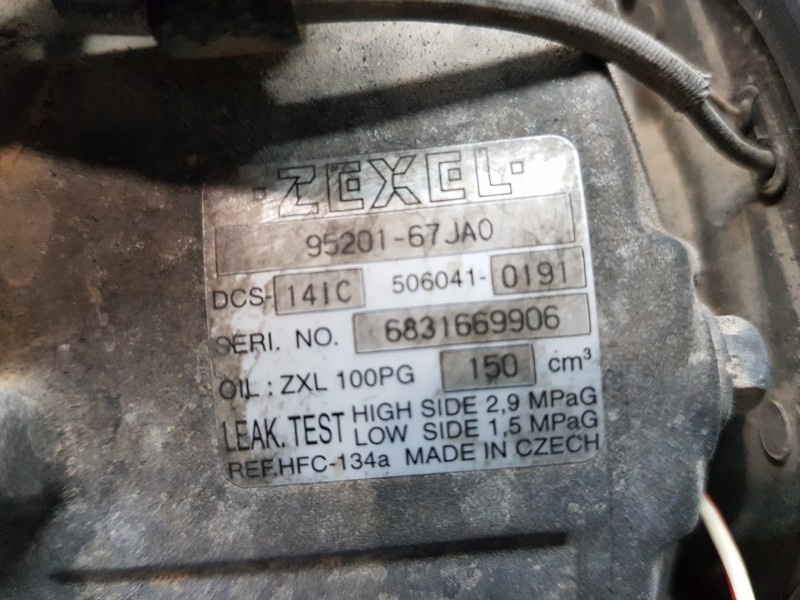 ZEXEL
95201-67JA0
DCS-141C 506041-0191
SERI. NO. 6831669906
OIL : ZXL 100PG 150 cm³
LEAK. TEST HIGH SIDE 2,9 MPaG
LOW SIDE 1,5 MPaG
REF.HFC-134a MADE IN CZECH